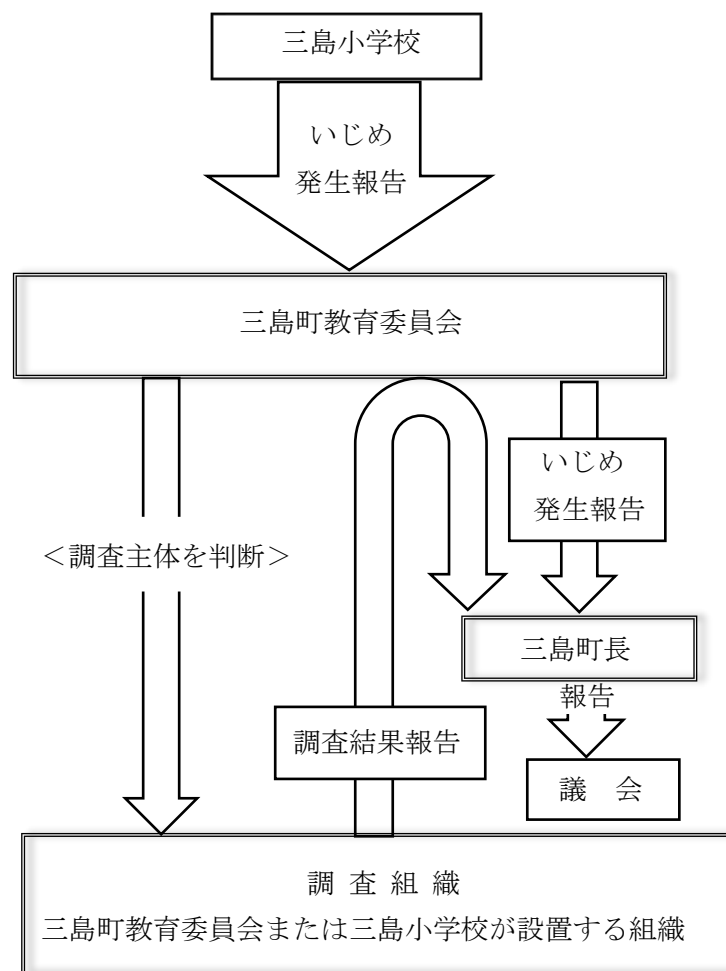 三島小学校
いじめ
発生報告
三島町教育委員会
いじめ
発生報告
＜調査主体を判断＞
三島町長
報告
調査結果報告
議　会
調 査 組 織
三島町教育委員会または三島小学校が設置する組織